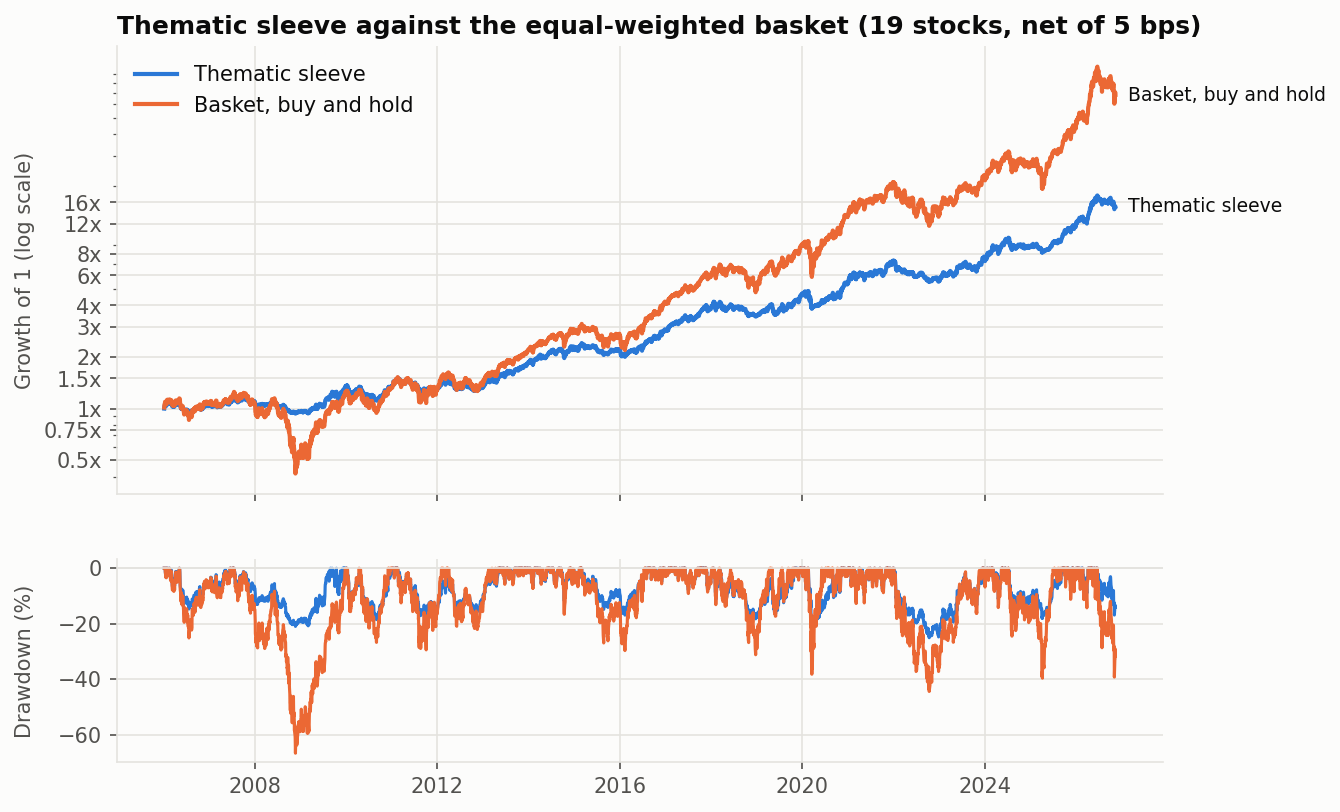 Thematic sleeve against the equal-weighted basket (19 stocks, net of 5 bps)
Thematic sleeve
Basket, buy and hold
Basket, buy and hold
Thematic sleeve
Growth of 1 (log scale)
16x
12x
8x
6x
4x
3x
2x
1.5x
1x
0.75x
0.5x
Drawdown (%)
0
−20
−40
−60
2008
2012
2016
2020
2024